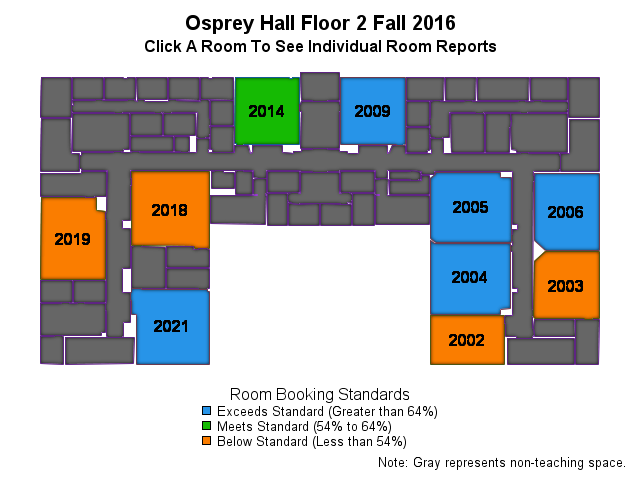 Osprey Hall Floor 2 Fall 2016
Click A Room To See Individual Room Reports
2014
2009
2018
2005
2006
2019
2004
2003
2021
2002
Room Booking Standards
Exceeds Standard (Greater than 64%)
Meets Standard (54% to 64%)
Below Standard (Less than 54%)
Note: Gray represents non-teaching space.